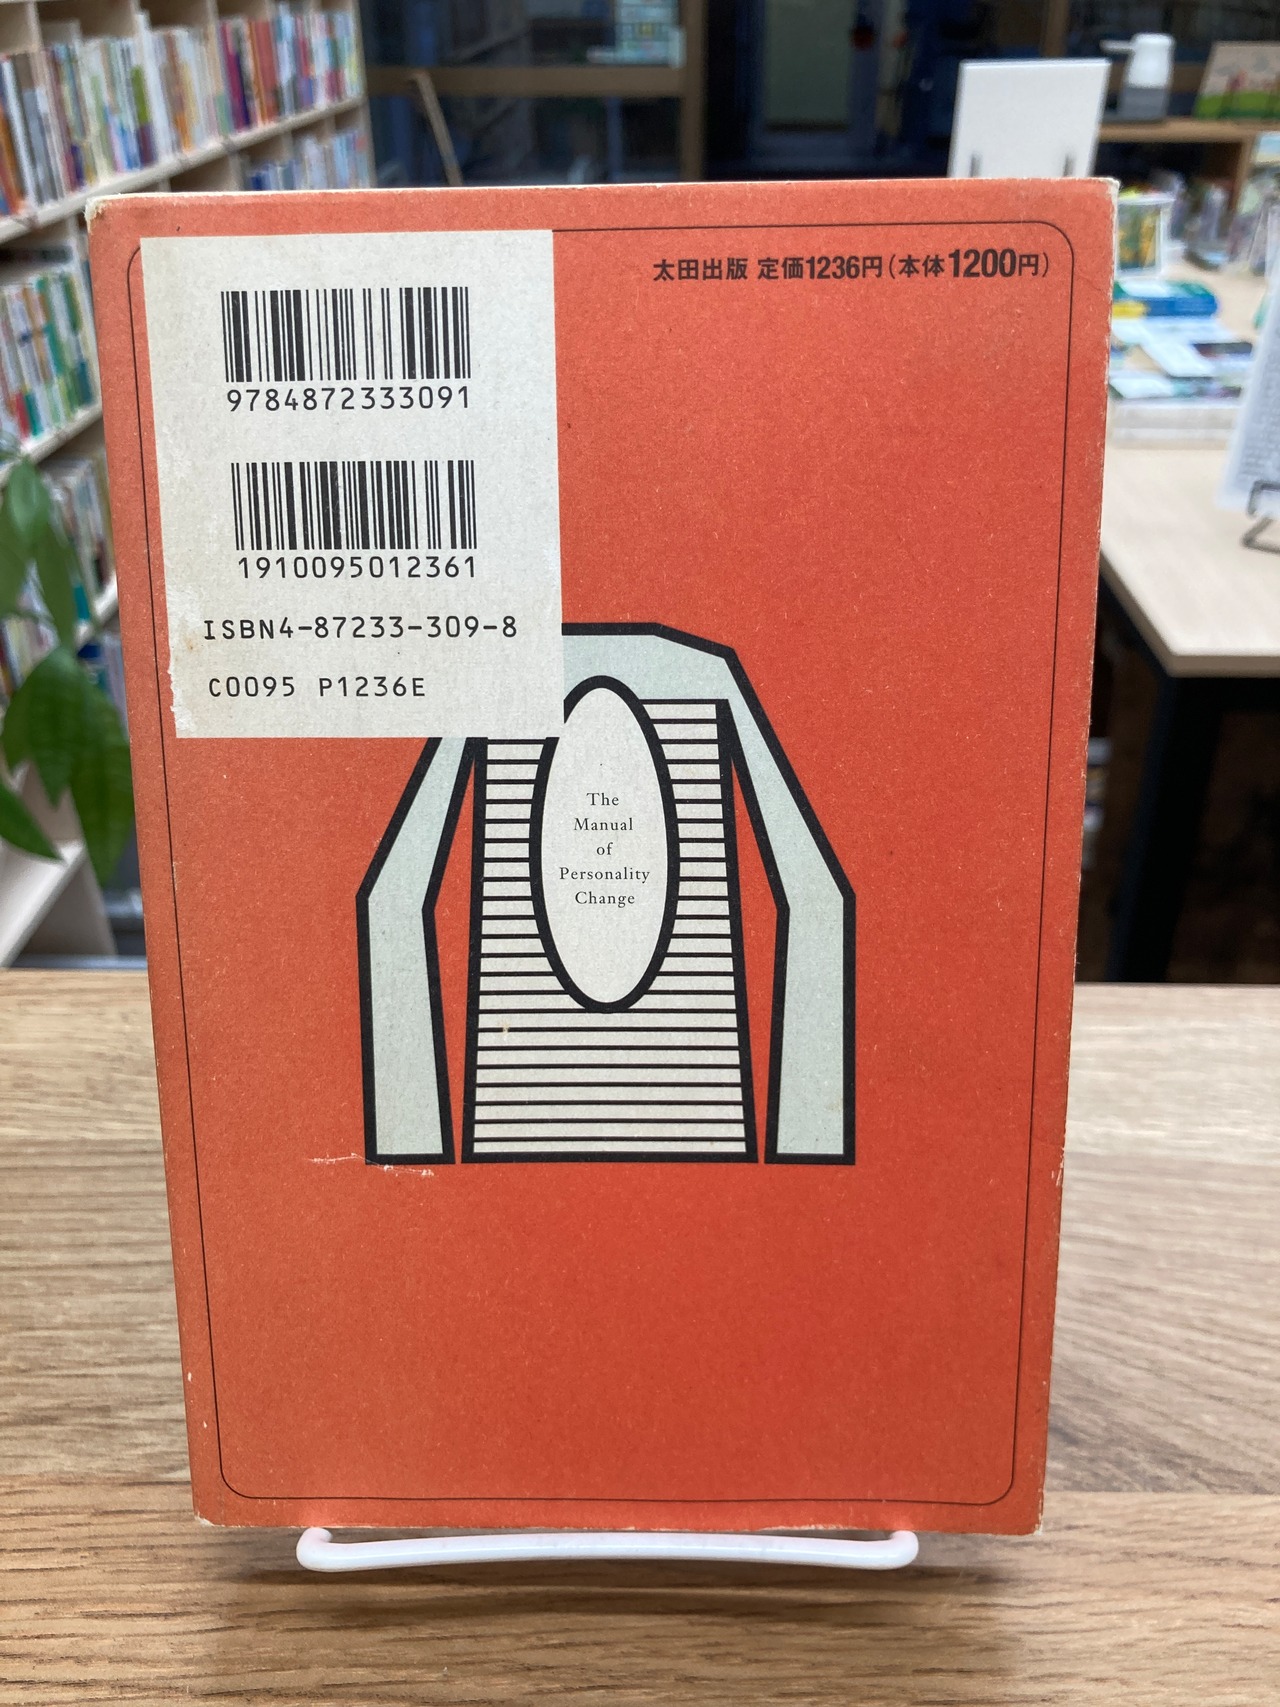 太田出版 定価1236円(本体1200円)
9784872333091
1910095012361
ISBN4-87233-309-8
C0095 P1236E
The
Manual
of
Personality
Change